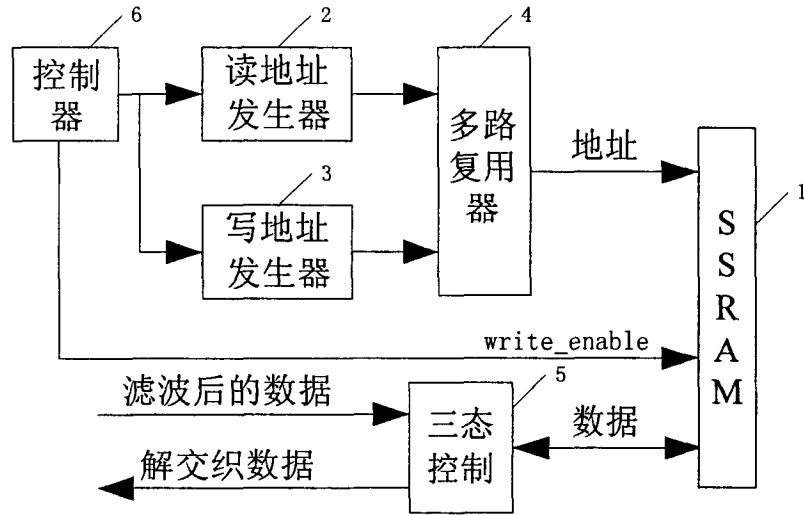 6
2
4
控制
器
读地址
发生器
多路
复用
器
地址
1
3
写地址
发生器
S
S
R
A
M
write_enable
5
滤波后的数据
三态
控制
数据
解交织数据